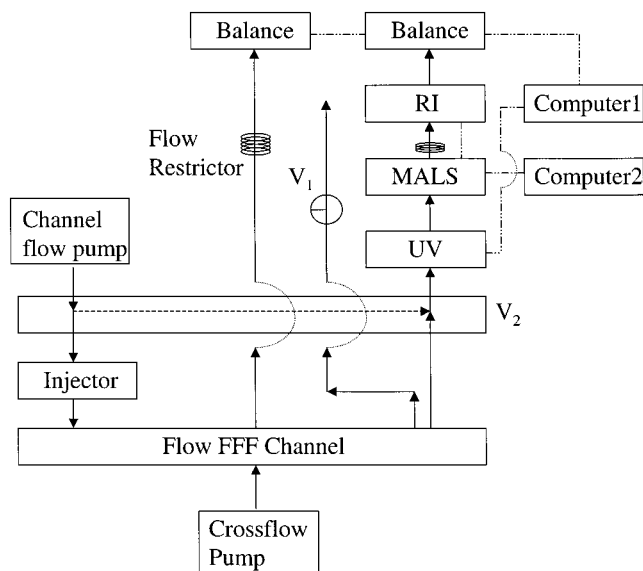 Balance
Balance
RI
Computer1
Flow
Restrictor
V1
MALS
Computer2
Channel
flow pump
UV
V2
Injector
Flow FFF Channel
Crossflow
Pump